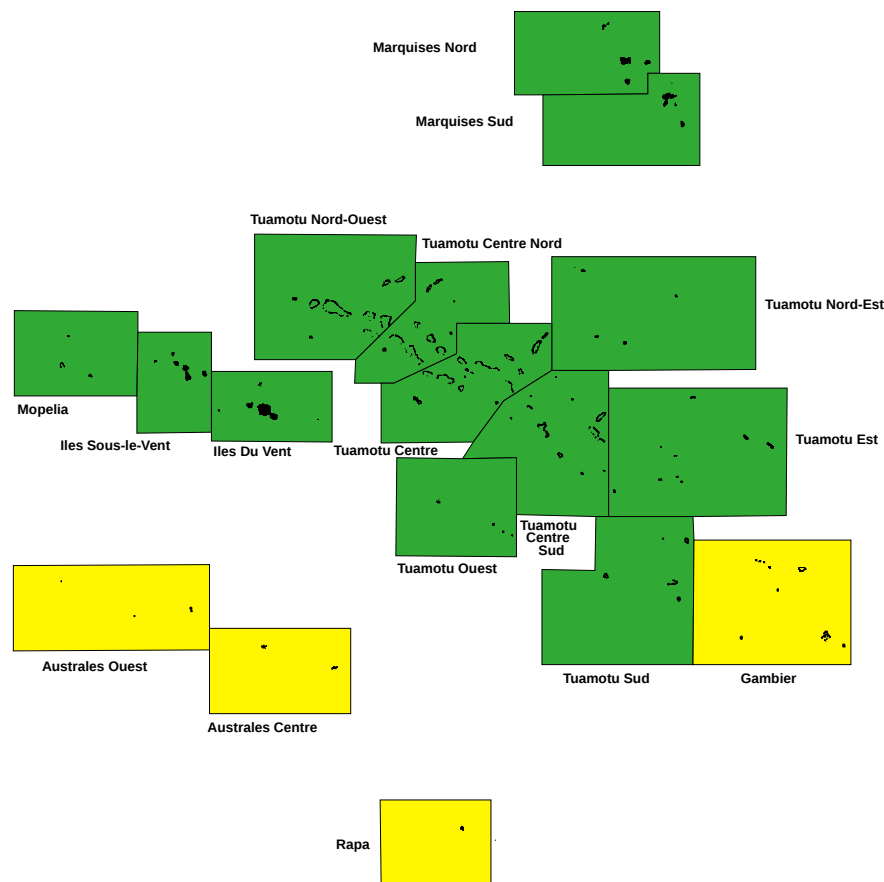 Marquises Nord
Marquises Sud
Tuamotu Nord-Ouest
Tuamotu Centre Nord
Tuamotu Nord-Est
Mopelia
Iles Sous-le-Vent
Iles Du Vent
Tuamotu Centre
Tuamotu Est
Tuamotu
Centre
Sud
Tuamotu Ouest
Australes Ouest
Tuamotu Sud
Gambier
Australes Centre
Rapa